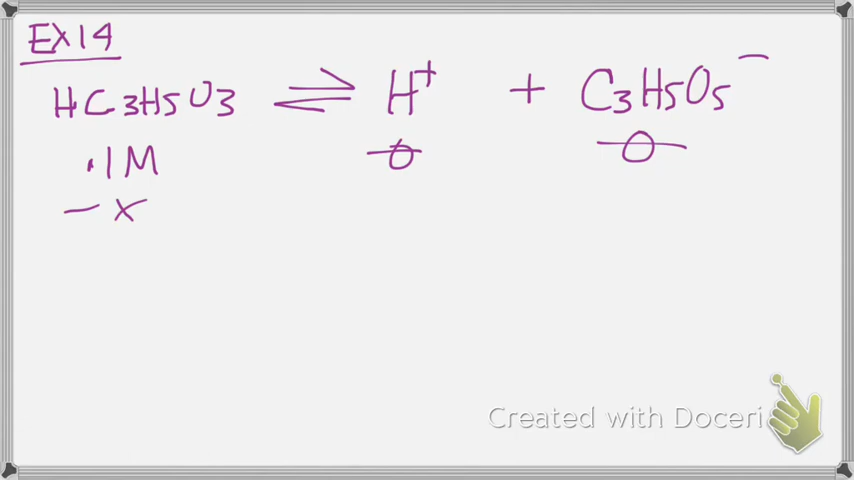 EX14
HC3H5O3 ⇌ H+ + C3H5O5−
.1M 0 0
−x
Created with Doceri